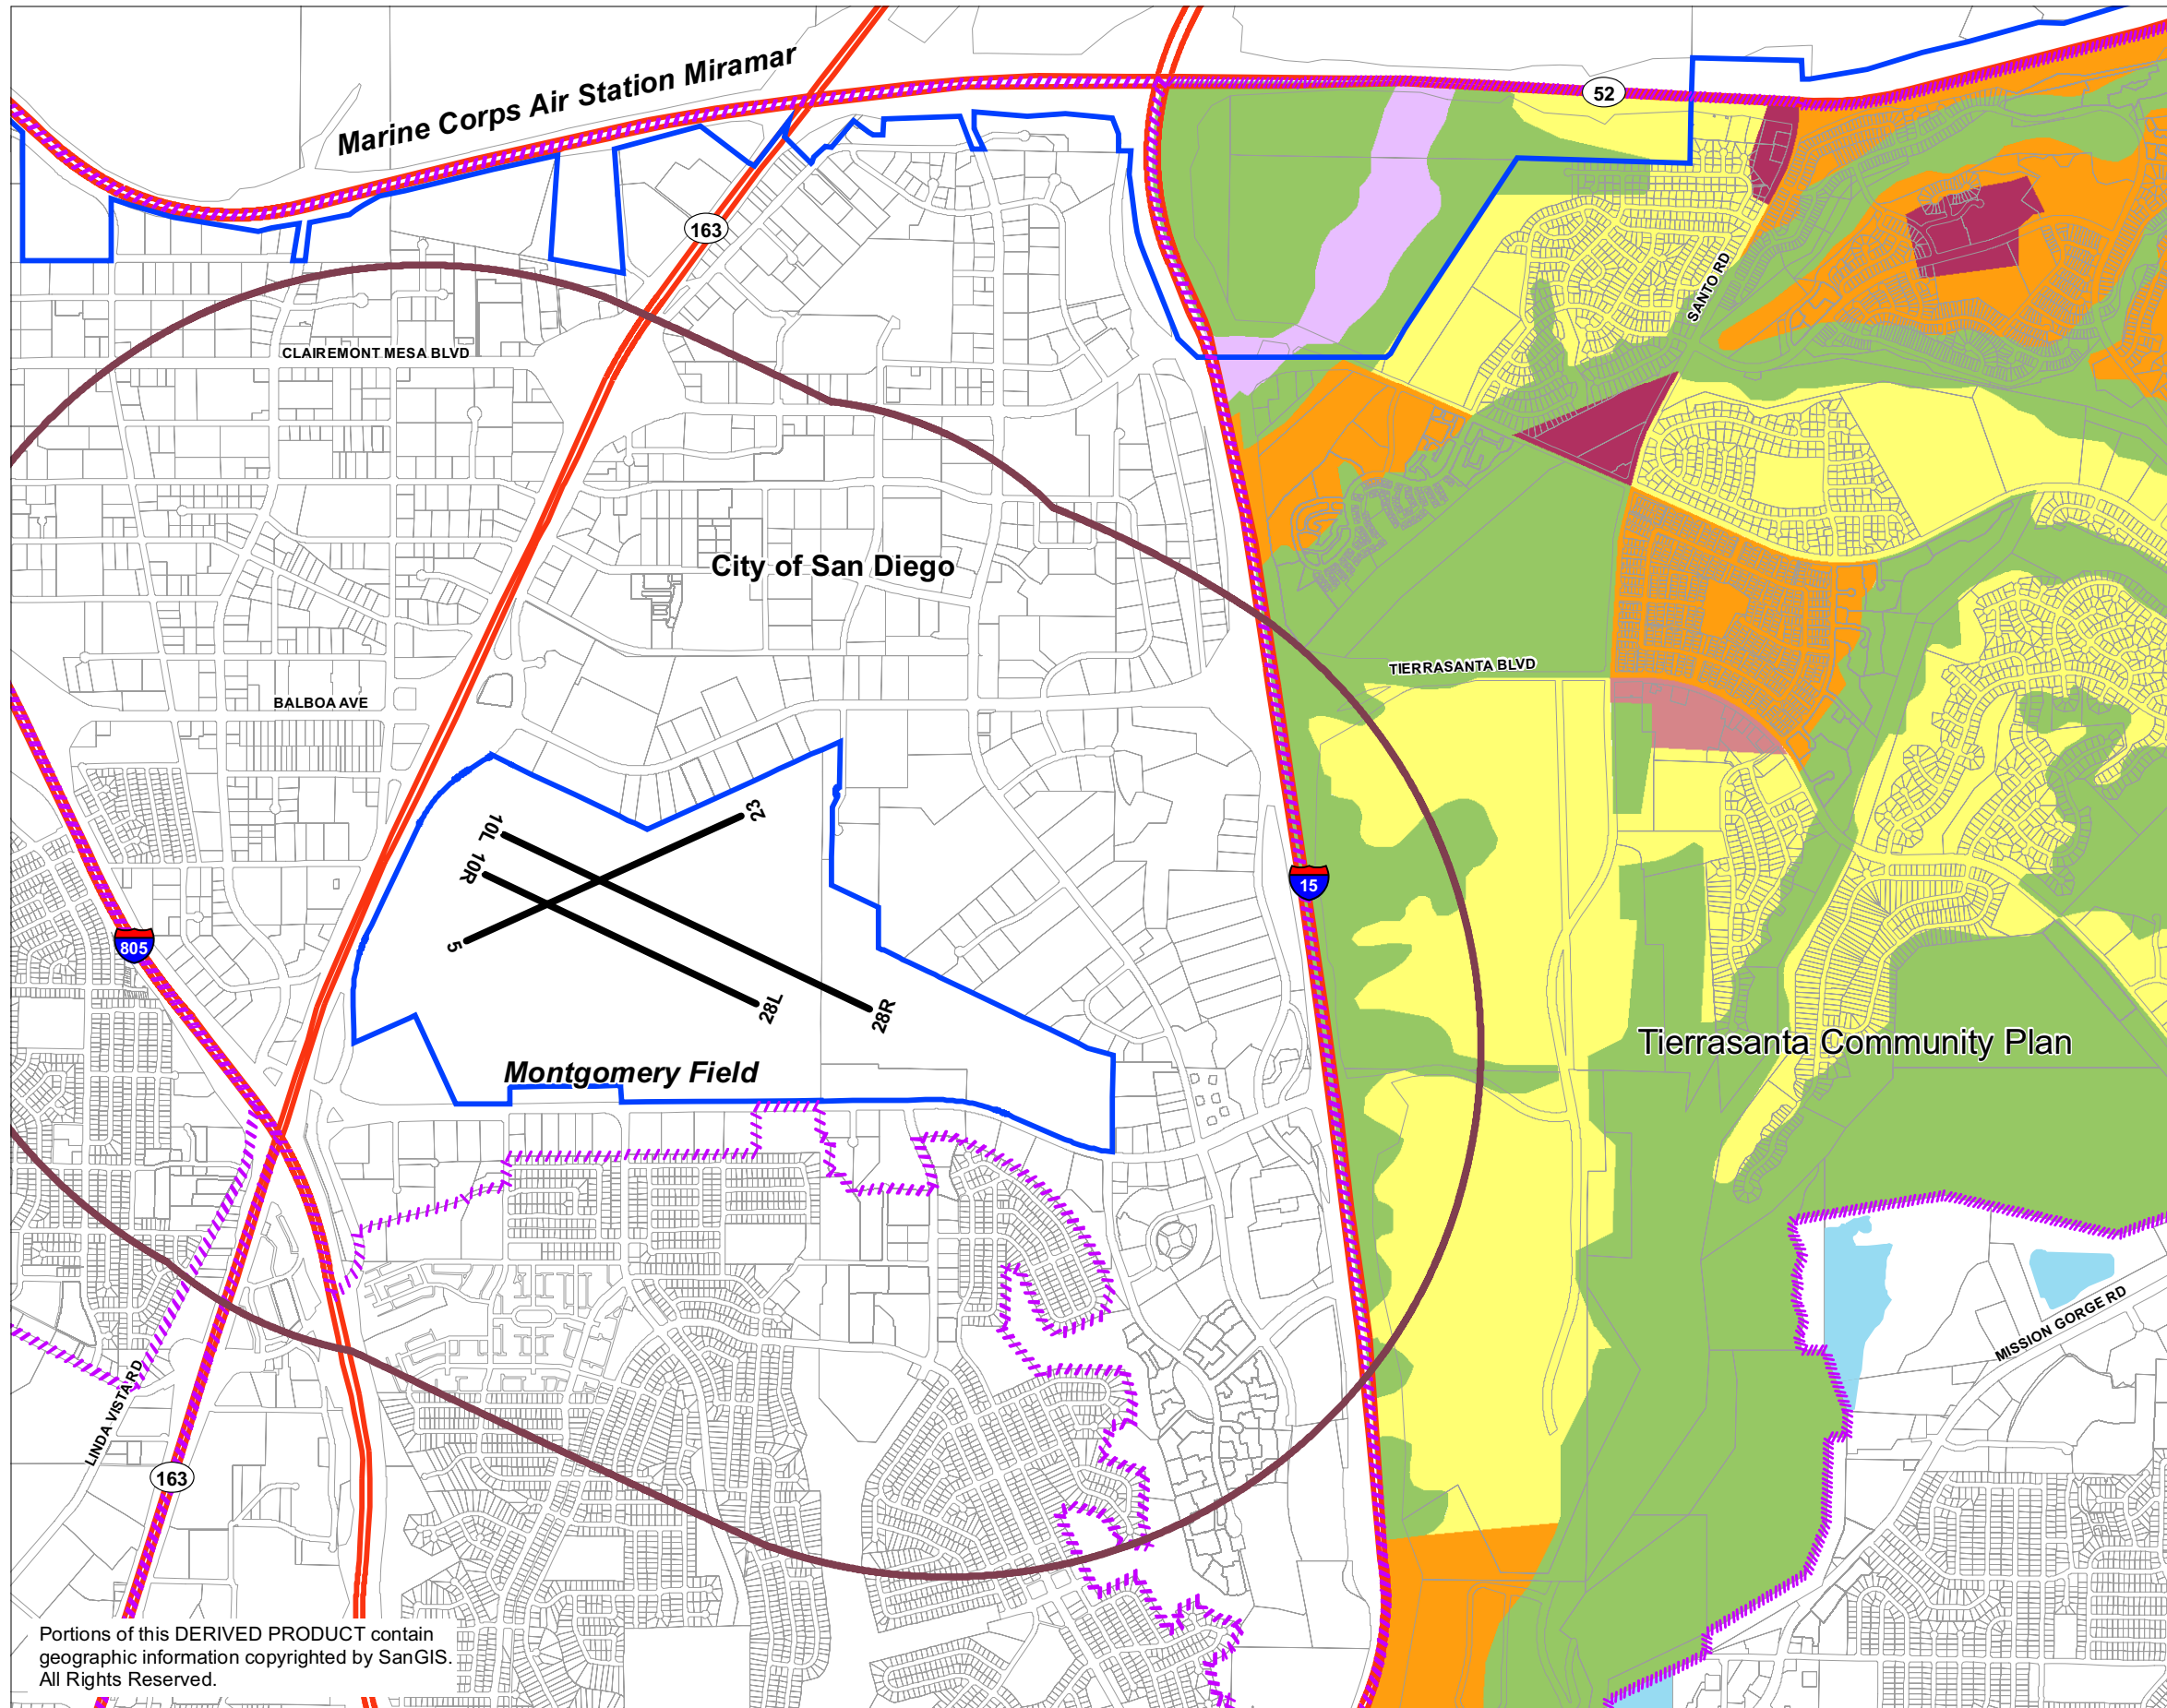 Marine Corps Air Station Miramar
52
163
SANTO RD
CLAIREMONT MESA BLVD
City of San Diego
TIERRASANTA BLVD
BALBOA AVE
23
10L
10R
15
5
805
28L
28R
Tierrasanta Community Plan
Montgomery Field
MISSION GORGE RD
LINDA VISTA RD
163
Portions of this DERIVED PRODUCT contain
geographic information copyrighted by SanGIS.
All Rights Reserved.